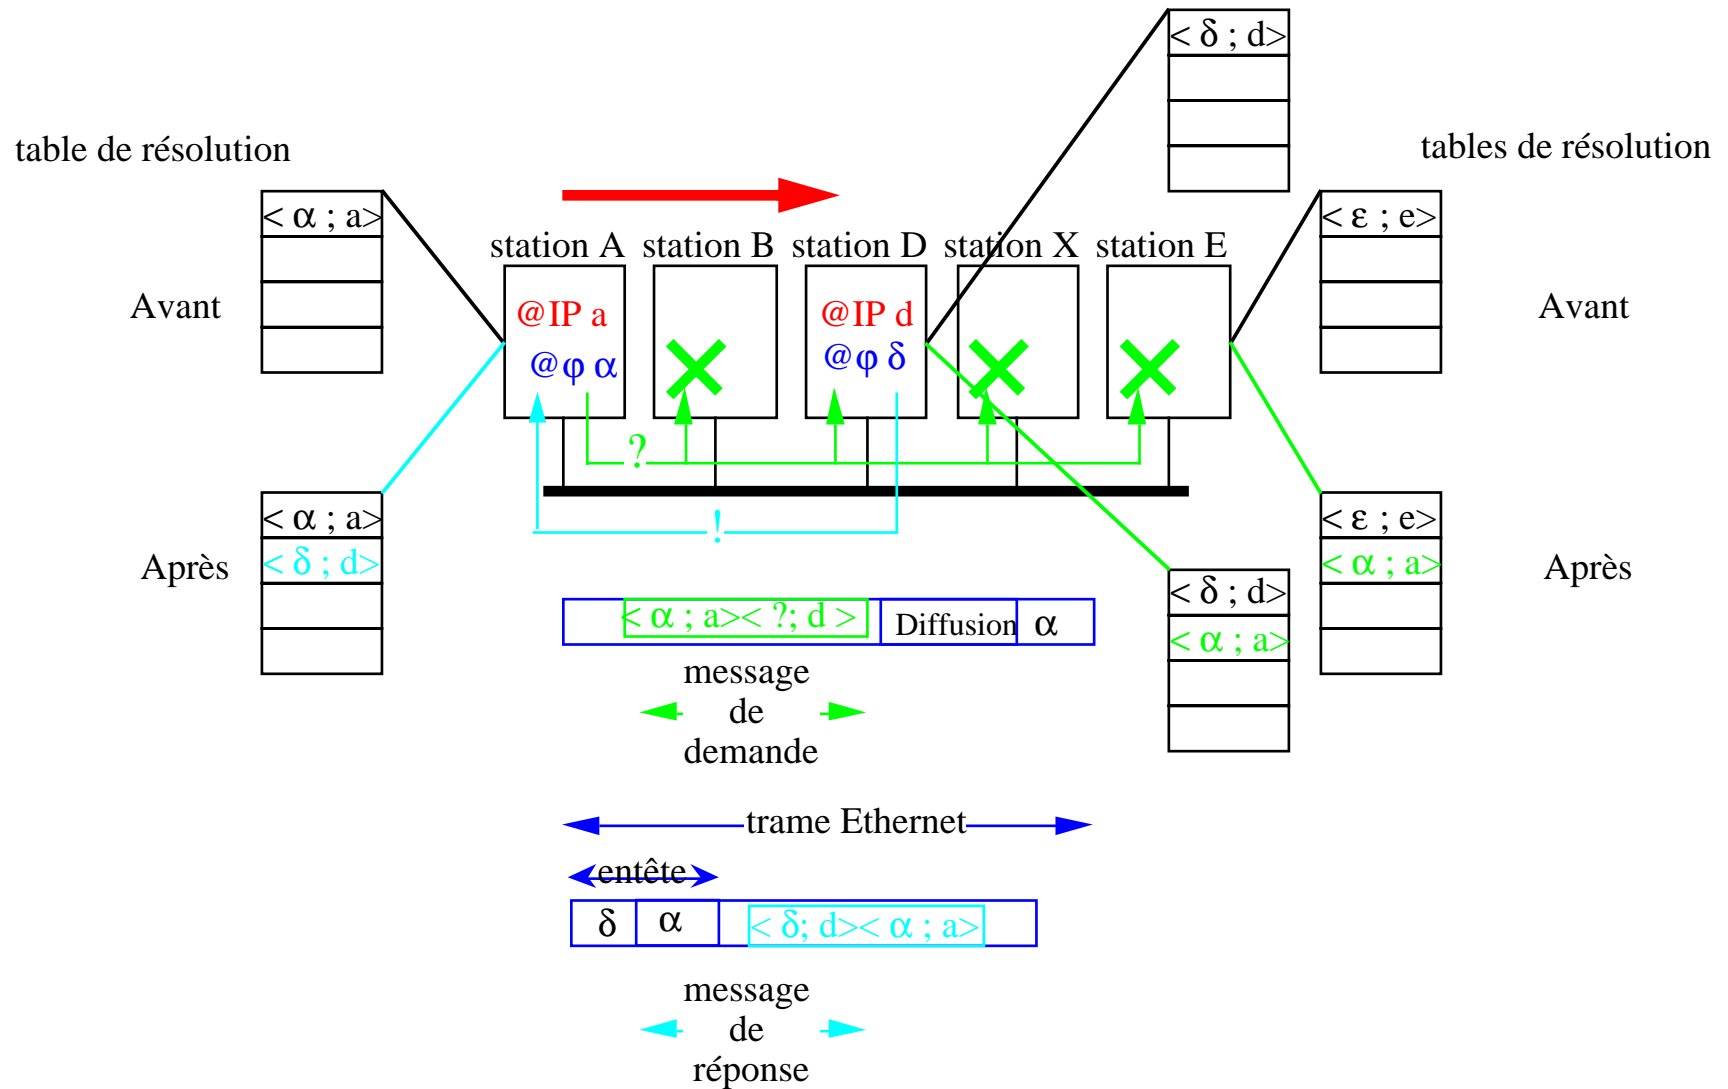 < δ ; d>
table de résolution
tables de résolution
< α ; a>
< ε ; e>
station A
station B
station D
station X
station E
Avant
@IP a
@IP d
Avant
@φ α
@φ δ
?
< α ; a>
< δ ; d>
!
< ε ; e>
< α ; a>
Après
Après
< δ ; d>
< α ; a>
< α ; a>< ?; d >
Diffusion
α
message
de
demande
trame Ethernet
entête
δ
α
< δ; d>< α ; a>
message
de
réponse